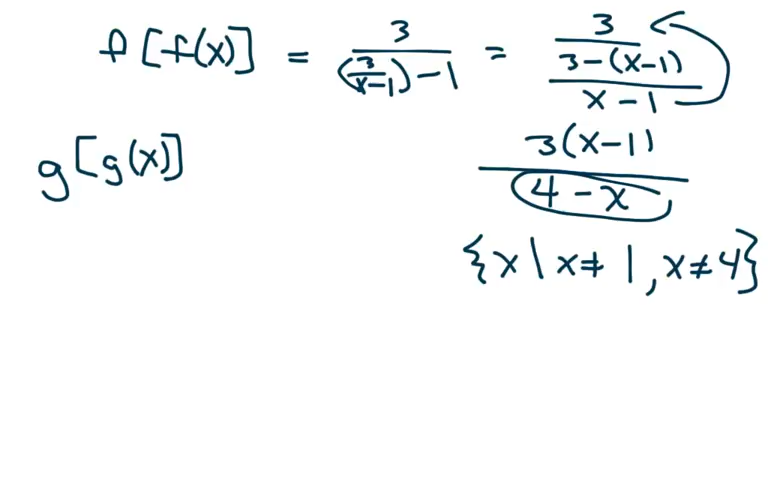 f[f(x)] = 3/((3/(x-1))-1) = 3/((3-(x-1))/(x-1))
g[g(x)]
3(x-1)/(4-x)
{x|x≠1, x≠4}